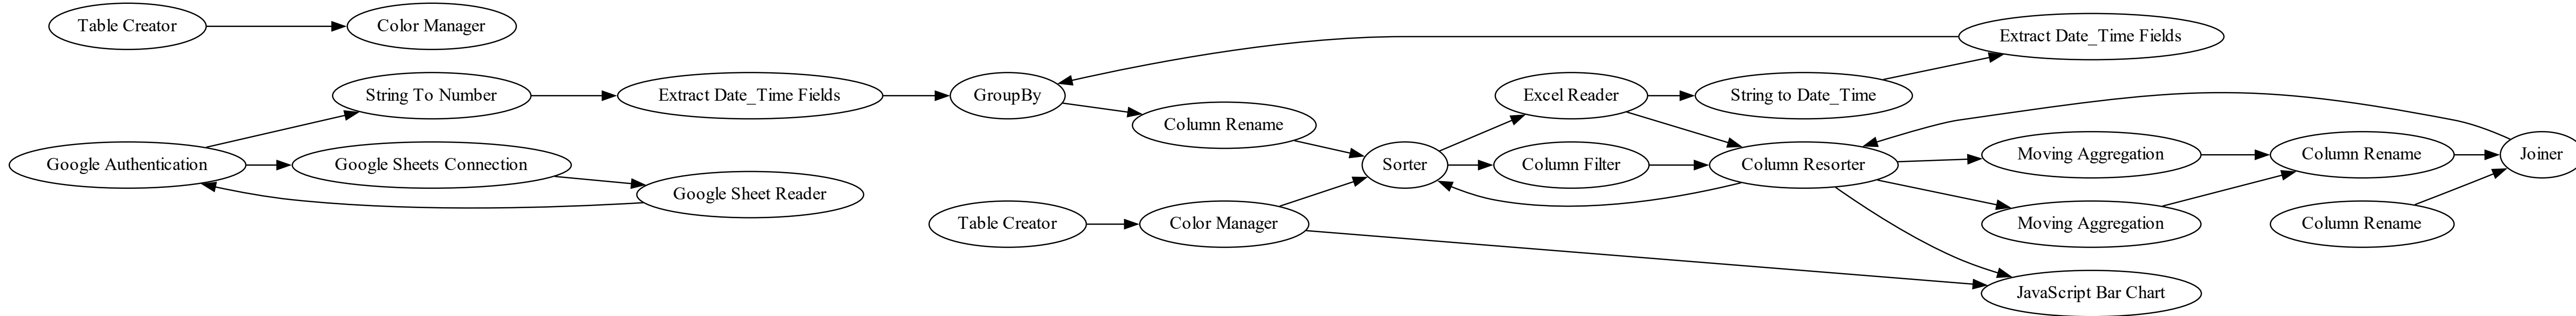 Table Creator
Color Manager
Extract Date_Time Fields
String To Number
Extract Date_Time Fields
GroupBy
Excel Reader
String to Date_Time
Column Rename
Google Authentication
Google Sheets Connection
Google Sheet Reader
Sorter
Column Filter
Column Resorter
Moving Aggregation
Column Rename
Joiner
Table Creator
Color Manager
Moving Aggregation
Column Rename
JavaScript Bar Chart